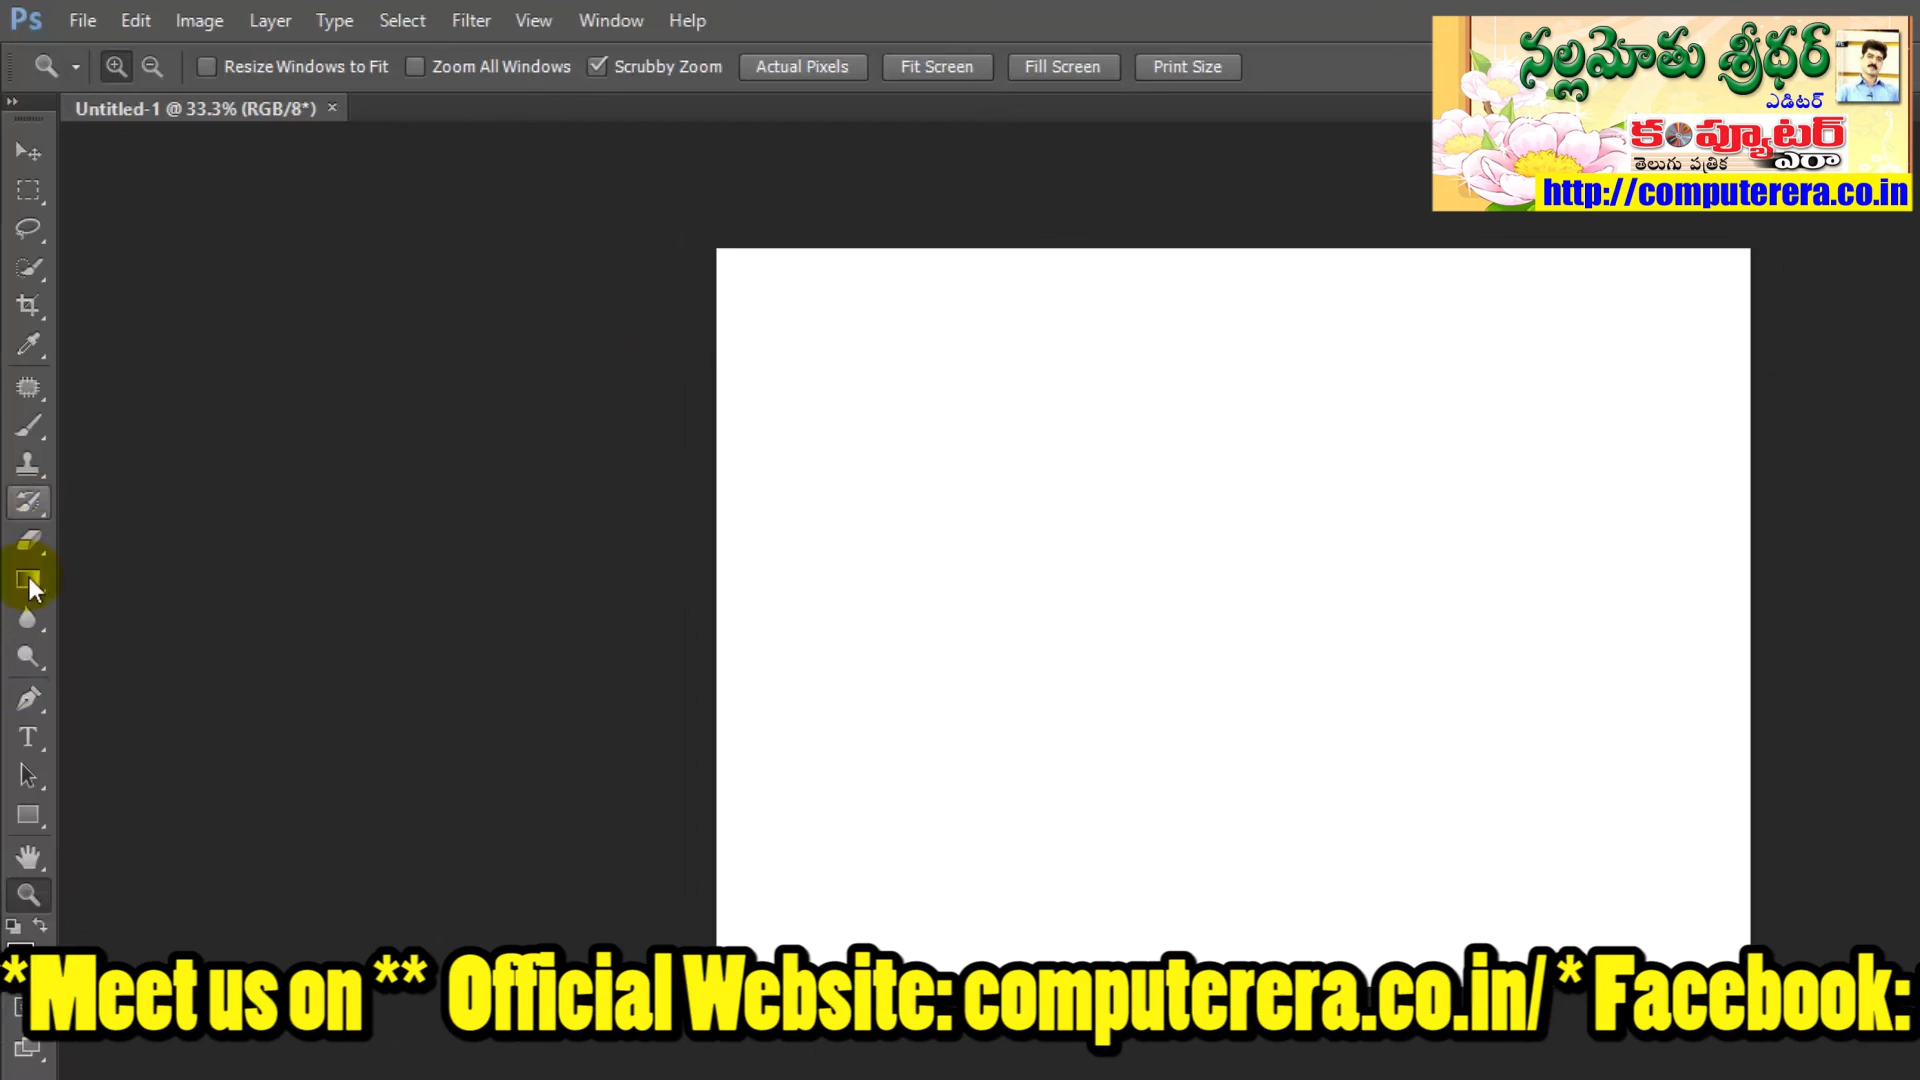 Ps File Edit Image Layer Type Select Filter View Window Help
Resize Windows to Fit Zoom All Windows Scrubby Zoom Actual Pixels Fit Screen Fill Screen Print Size
Untitled-1 @ 33.3% (RGB/8*) ×
నల్లమోతు శ్రీధర్
ఎడిటర్
కంప్యూటర్
తెలుగు పత్రిక ఎరా
http://computerera.co.in
T
*Meet us on ** Official Website: computerera.co.in/ * Facebook: